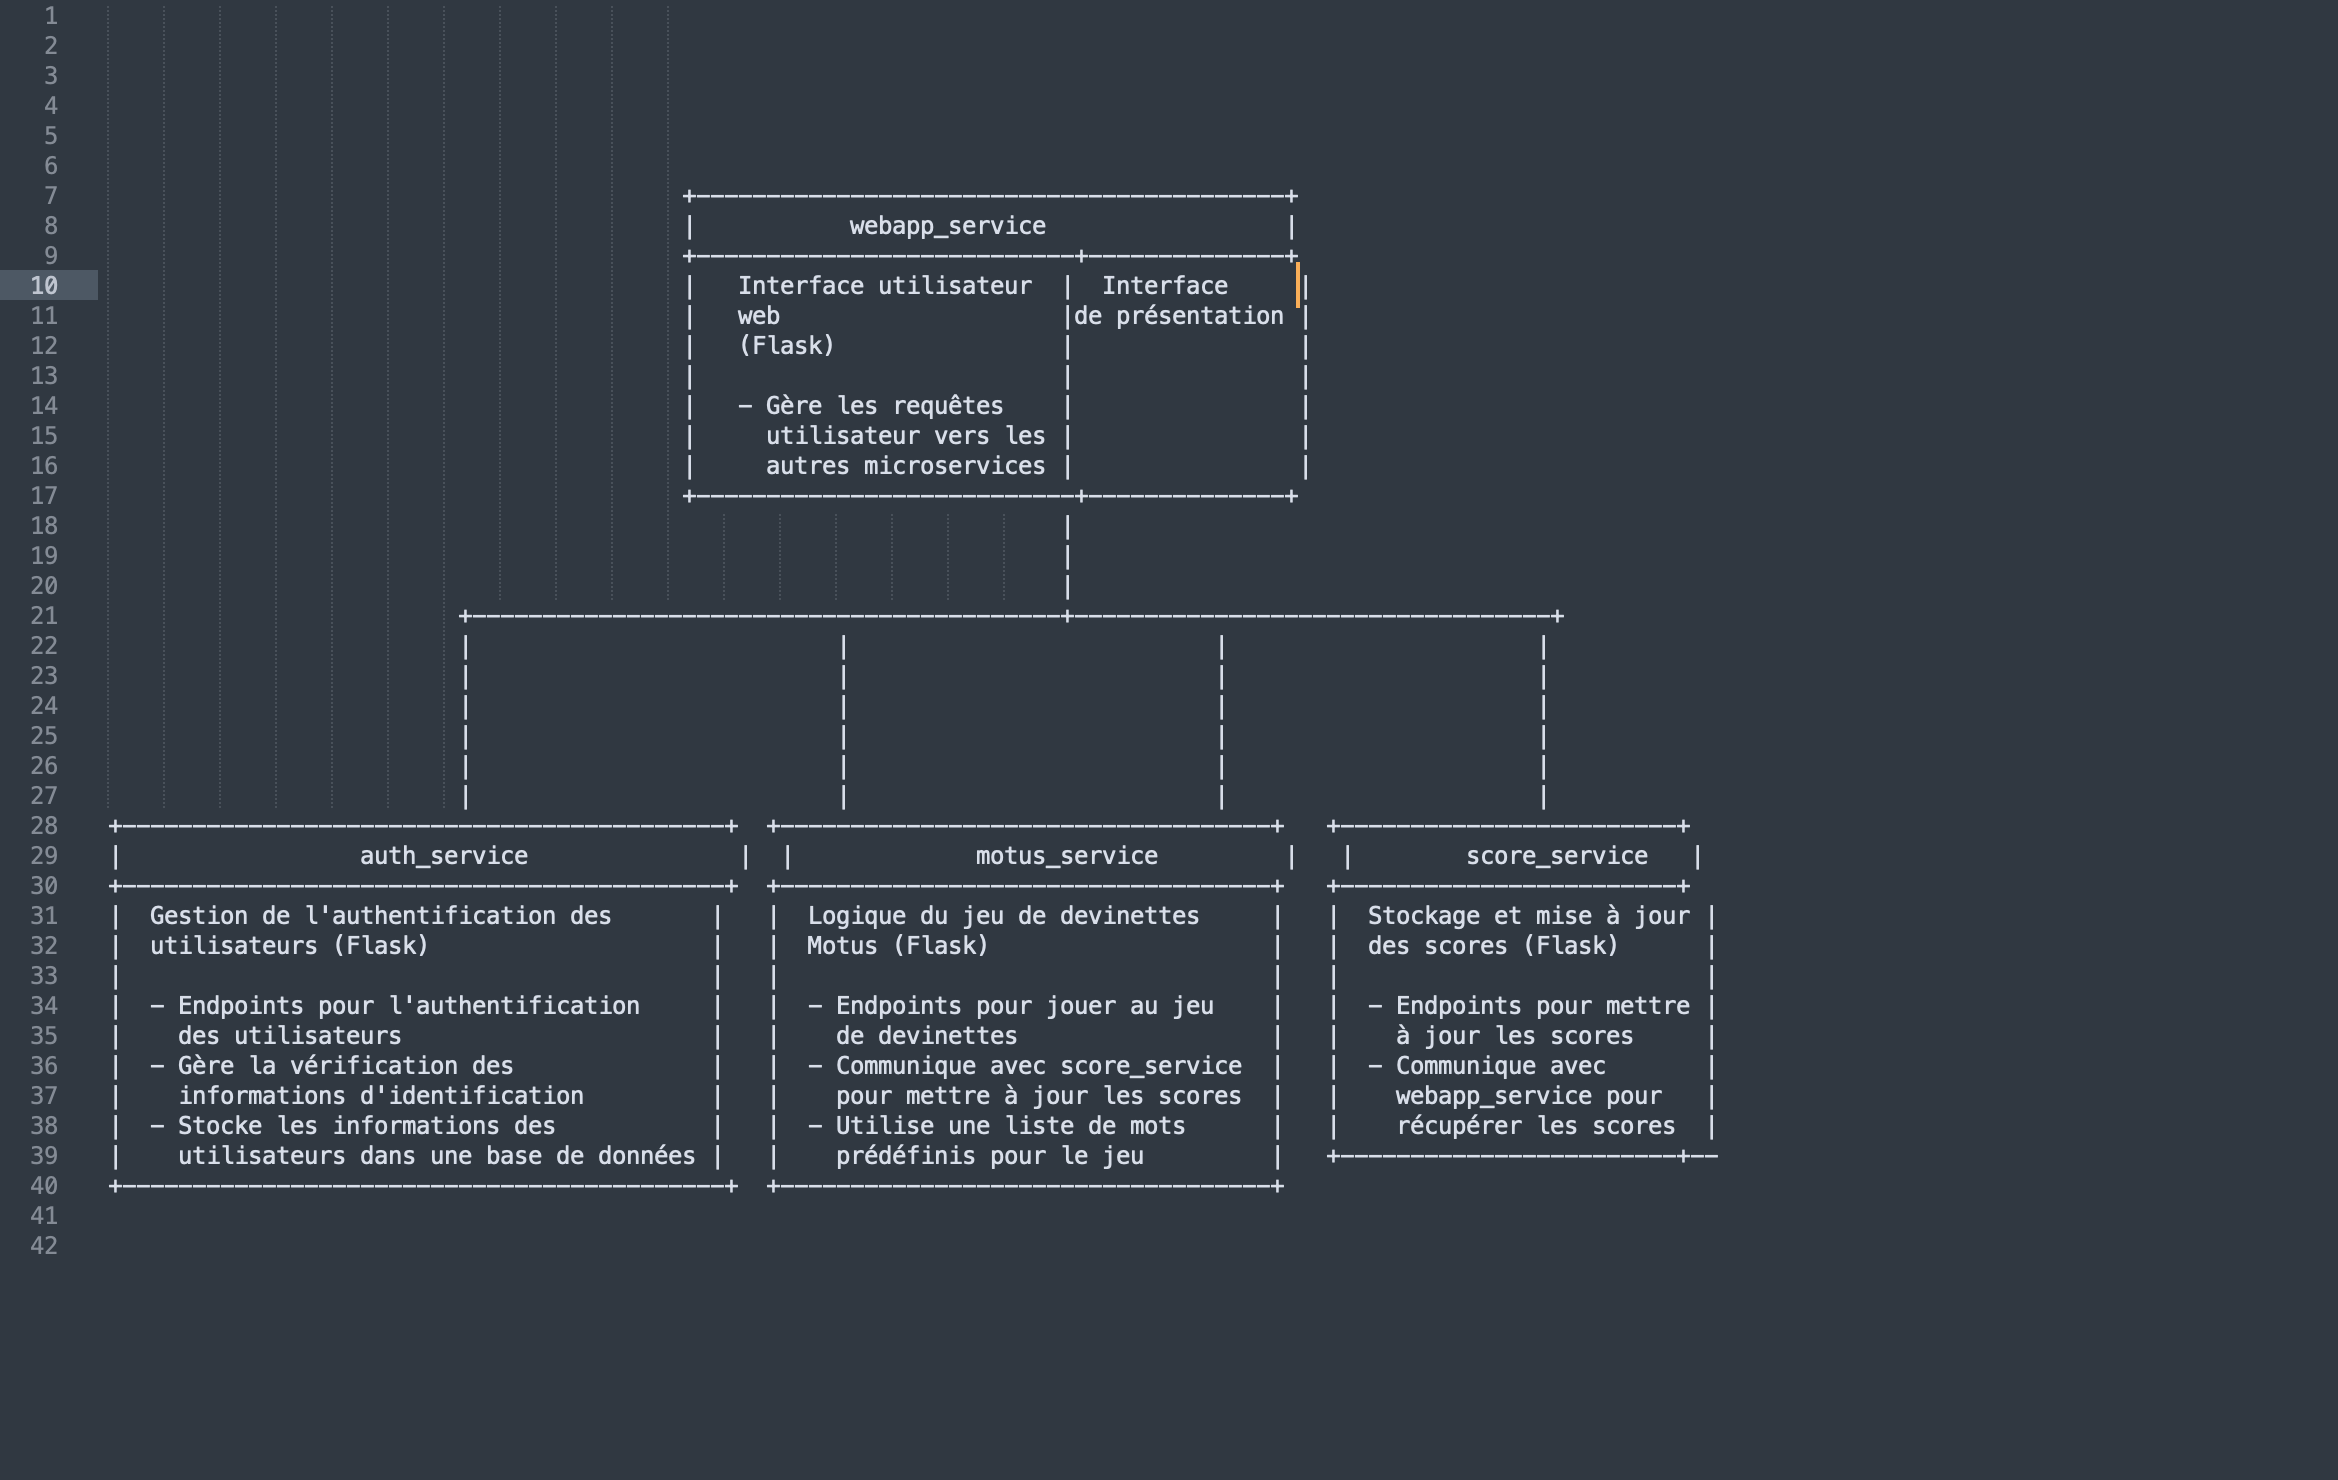 1
2
3
4
5
6
7 +-------------------------------------------+
8 |           webapp_service                 |
9 +---------------------------+--------------+
10 |   Interface utilisateur  |  Interface     |
11 |   web                    |de présentation |
12 |   (Flask)                |                |
13 |                          |                |
14 |   - Gère les requêtes    |                |
15 |     utilisateur vers les |                |
16 |     autres microservices |                |
17 +---------------------------+--------------+
18 |
19 |
20 |
21 +------------------------------------------+----------------------------------+
22 |                          |                          |                      |
23 |                          |                          |                      |
24 |                          |                          |                      |
25 |                          |                          |                      |
26 |                          |                          |                      |
27 |                          |                          |                      |
28 +-------------------------------------------+  +-----------------------------------+   +------------------------+
29 |                 auth_service               |  |             motus_service         |   |        score_service   |
30 +-------------------------------------------+  +-----------------------------------+   +------------------------+
31 |  Gestion de l'authentification des       |   |  Logique du jeu de devinettes     |   |  Stockage et mise à jour |
32 |  utilisateurs (Flask)                    |   |  Motus (Flask)                    |   |  des scores (Flask)      |
33 |                                          |   |                                   |   |                          |
34 |  - Endpoints pour l'authentification     |   |  - Endpoints pour jouer au jeu    |   |  - Endpoints pour mettre |
35 |    des utilisateurs                      |   |    de devinettes                  |   |    à jour les scores     |
36 |  - Gère la vérification des              |   |  - Communique avec score_service  |   |  - Communique avec       |
37 |    informations d'identification         |   |    pour mettre à jour les scores  |   |    webapp_service pour   |
38 |  - Stocke les informations des           |   |  - Utilise une liste de mots      |   |    récupérer les scores  |
39 |    utilisateurs dans une base de données |   |    prédéfinis pour le jeu         |   +-------------------------+--
40 +-------------------------------------------+  +-----------------------------------+
41
42